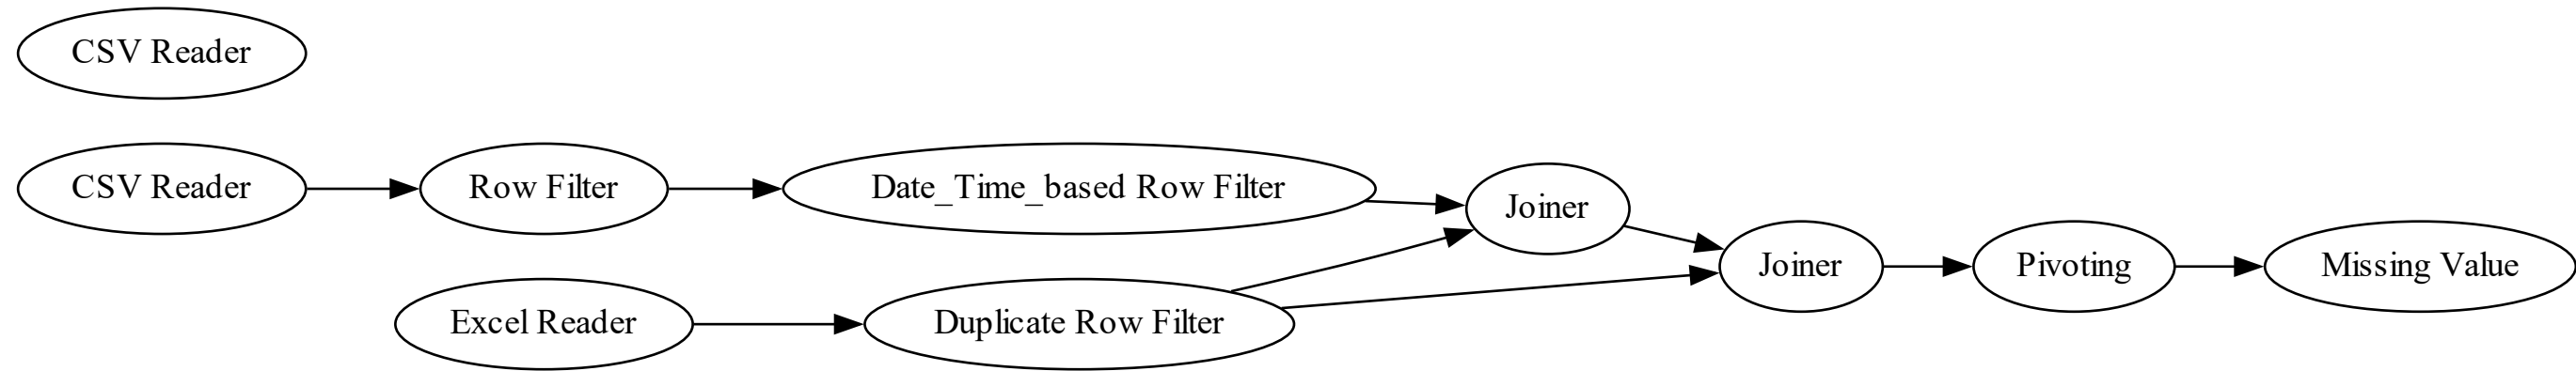 CSV Reader
CSV Reader
Row Filter
Date_Time_based Row Filter
Joiner
Excel Reader
Duplicate Row Filter
Joiner
Pivoting
Missing Value